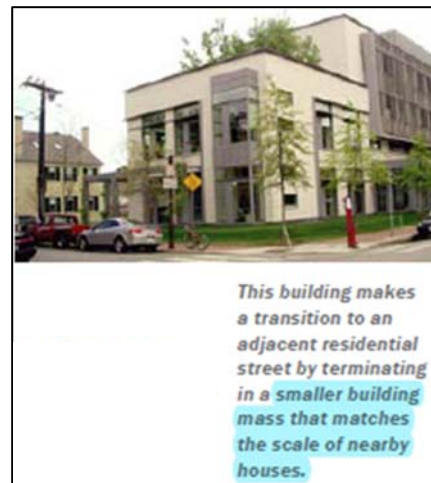 This building makes
a transition to an
adjacent residential
street by terminating
in a smaller building
mass that matches
the scale of nearby
houses.